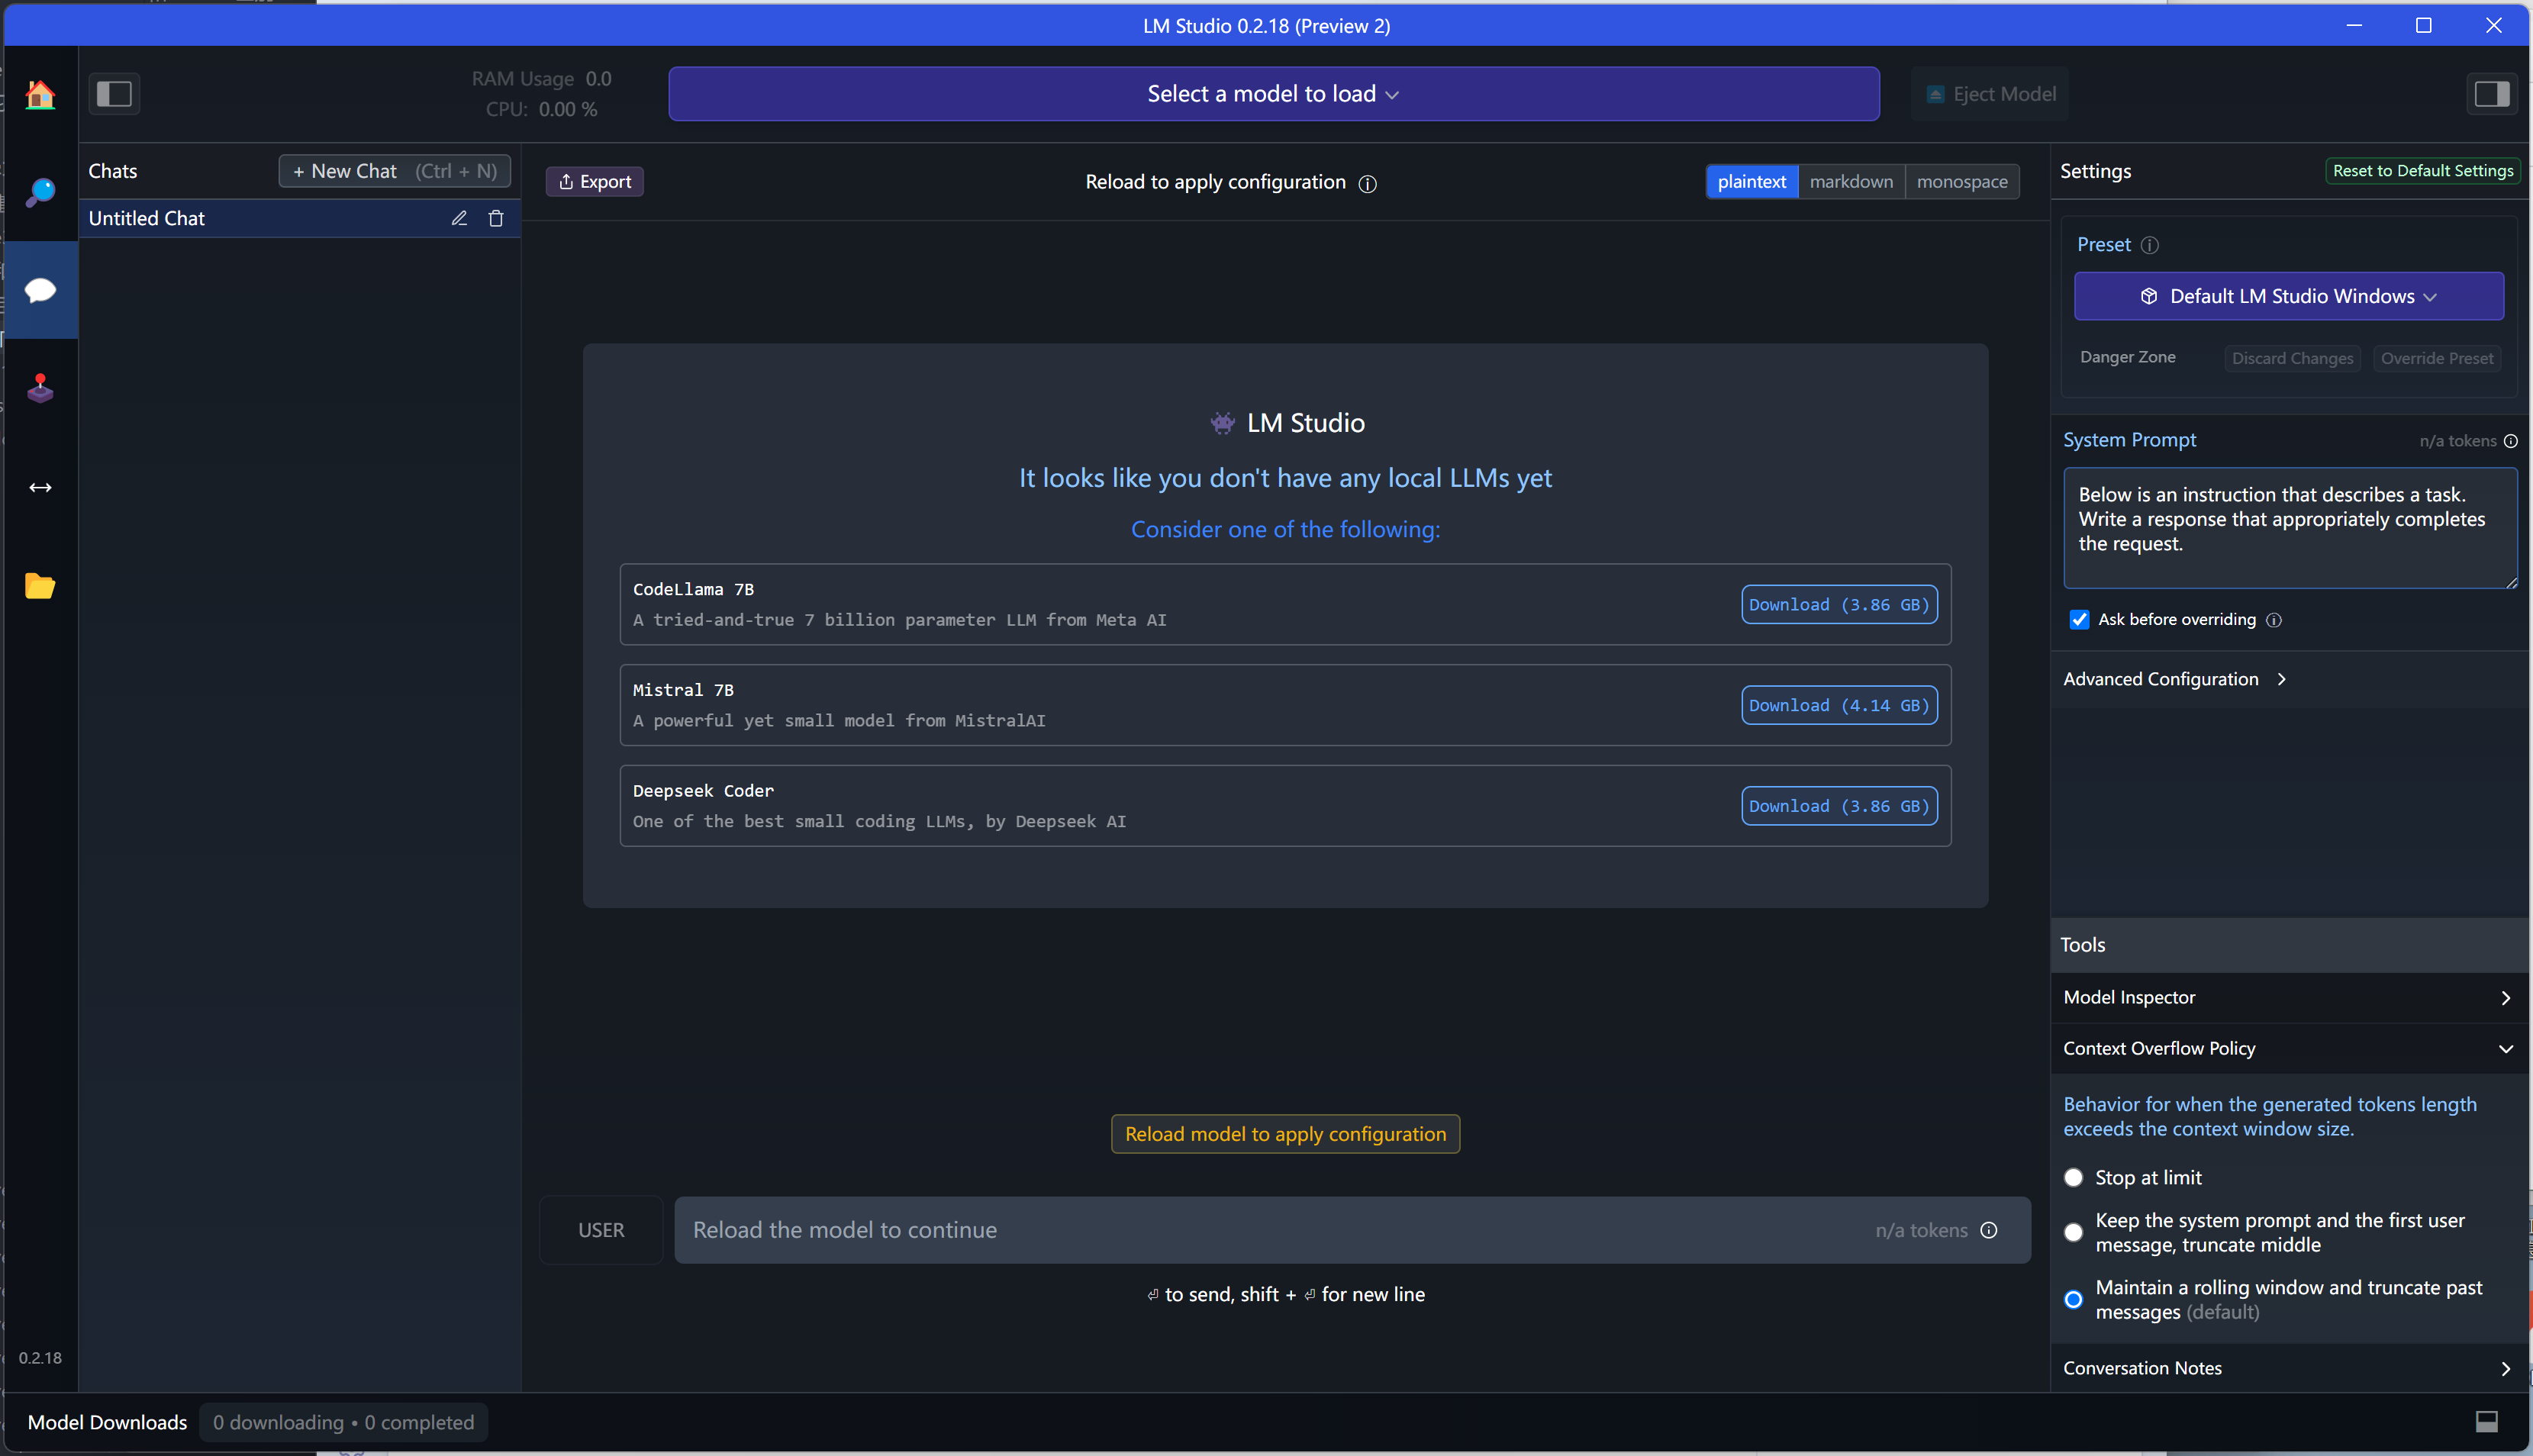 LM Studio 0.2.18 (Preview 2)
RAM Usage 0.0
CPU: 0.00 %
Select a model to load
Eject Model
Chats
+ New Chat (Ctrl + N)
Untitled Chat
Export
Reload to apply configuration
plaintext
markdown
monospace
LM Studio
It looks like you don't have any local LLMs yet
Consider one of the following:
CodeLlama 7B
A tried-and-true 7 billion parameter LLM from Meta AI
Download (3.86 GB)
Mistral 7B
A powerful yet small model from MistralAI
Download (4.14 GB)
Deepseek Coder
One of the best small coding LLMs, by Deepseek AI
Download (3.86 GB)
Reload model to apply configuration
USER
Reload the model to continue
n/a tokens
⏎ to send, shift + ⏎ for new line
Settings
Reset to Default Settings
Preset
Default LM Studio Windows
Danger Zone
Discard Changes
Override Preset
System Prompt
n/a tokens
Below is an instruction that describes a task.
Write a response that appropriately completes
the request.
Ask before overriding
Advanced Configuration
Tools
Model Inspector
Context Overflow Policy
Behavior for when the generated tokens length
exceeds the context window size.
Stop at limit
Keep the system prompt and the first user
message, truncate middle
Maintain a rolling window and truncate past
messages (default)
Conversation Notes
0.2.18
Model Downloads
0 downloading • 0 completed